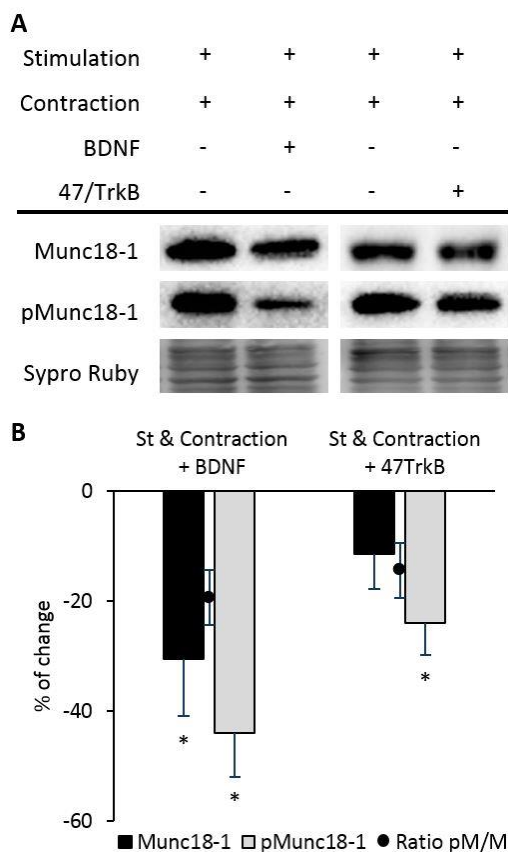 A
Stimulation + + + +
Contraction + + + +
BDNF - + - -
47/TrkB - - - +
Munc18-1
pMunc18-1
Sypro Ruby
B
St & Contraction + BDNF
St & Contraction + 47TrkB
% of change
0
-20
-40
-60
*
*
*
Munc18-1 pMunc18-1 Ratio pM/M